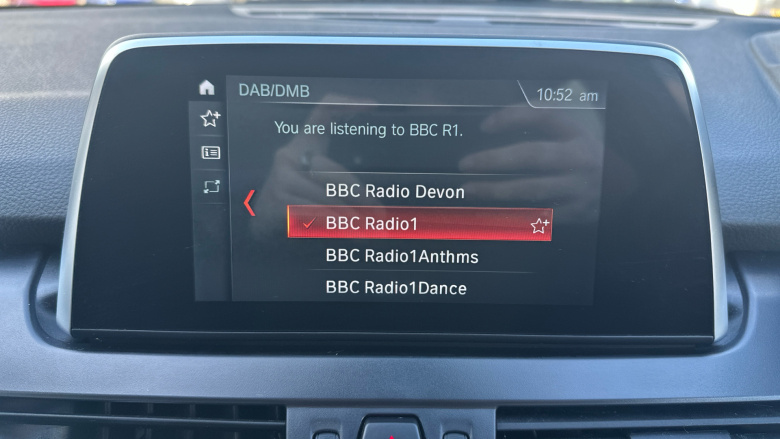 DAB/DMB
10:52 am
You are listening to BBC R1.
BBC Radio Devon
BBC Radio1
BBC Radio1Anthms
BBC Radio1Dance